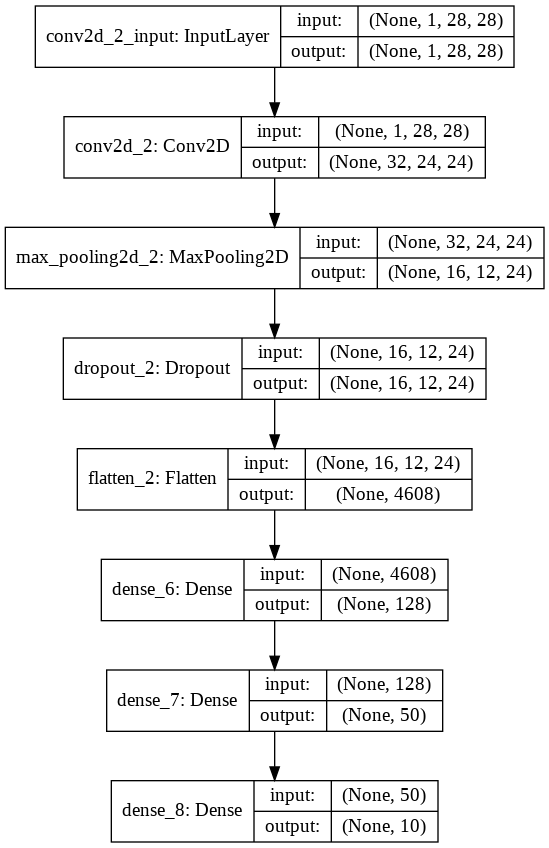 conv2d_2_input: InputLayer
input: (None, 1, 28, 28)
output: (None, 1, 28, 28)
conv2d_2: Conv2D
input: (None, 1, 28, 28)
output: (None, 32, 24, 24)
max_pooling2d_2: MaxPooling2D
input: (None, 32, 24, 24)
output: (None, 16, 12, 24)
dropout_2: Dropout
input: (None, 16, 12, 24)
output: (None, 16, 12, 24)
flatten_2: Flatten
input: (None, 16, 12, 24)
output: (None, 4608)
dense_6: Dense
input: (None, 4608)
output: (None, 128)
dense_7: Dense
input: (None, 128)
output: (None, 50)
dense_8: Dense
input: (None, 50)
output: (None, 10)